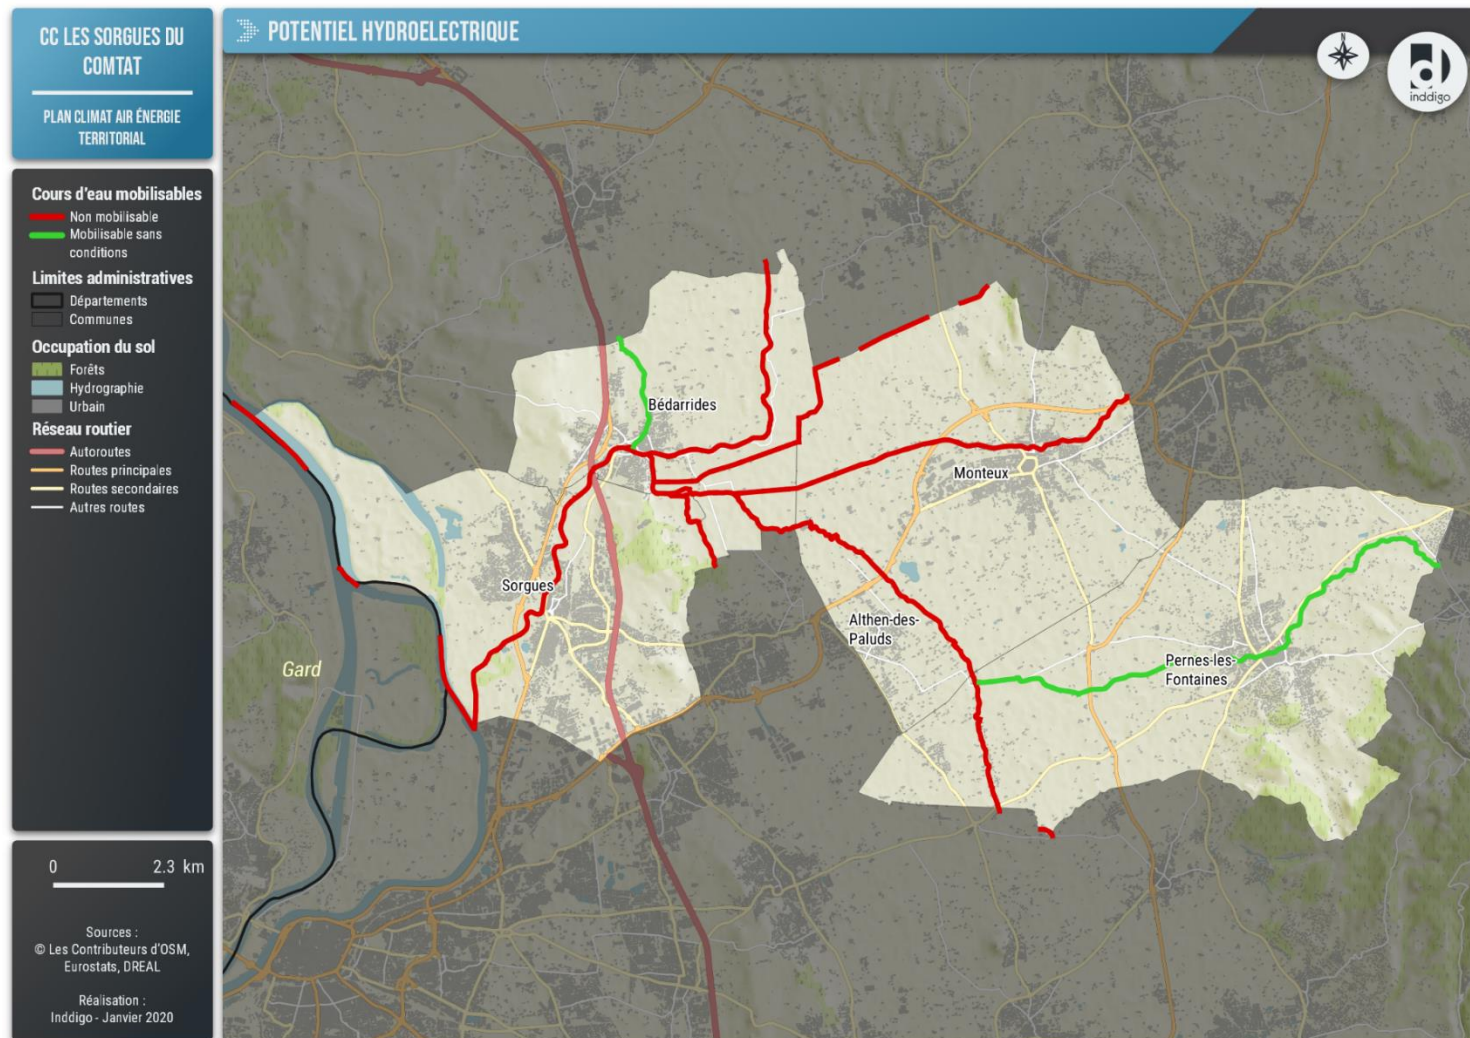 CC LES SORGUES DU
COMTAT
PLAN CLIMAT AIR ÉNERGIE
TERRITORIAL
POTENTIEL HYDROELECTRIQUE
N
inddigo
Cours d'eau mobilisables
Non mobilisable
Mobilisable sans
conditions
Limites administratives
Départements
Communes
Occupation du sol
Forêts
Hydrographie
Urbain
Réseau routier
Autoroutes
Routes principales
Routes secondaires
Autres routes
Bédarrides
Monteux
Sorgues
Althen-des-
Paluds
Gard
Pernes-les-
Fontaines
0 2.3 km
Sources :
© Les Contributeurs d'OSM,
Eurostats, DREAL
Réalisation :
Inddigo - Janvier 2020